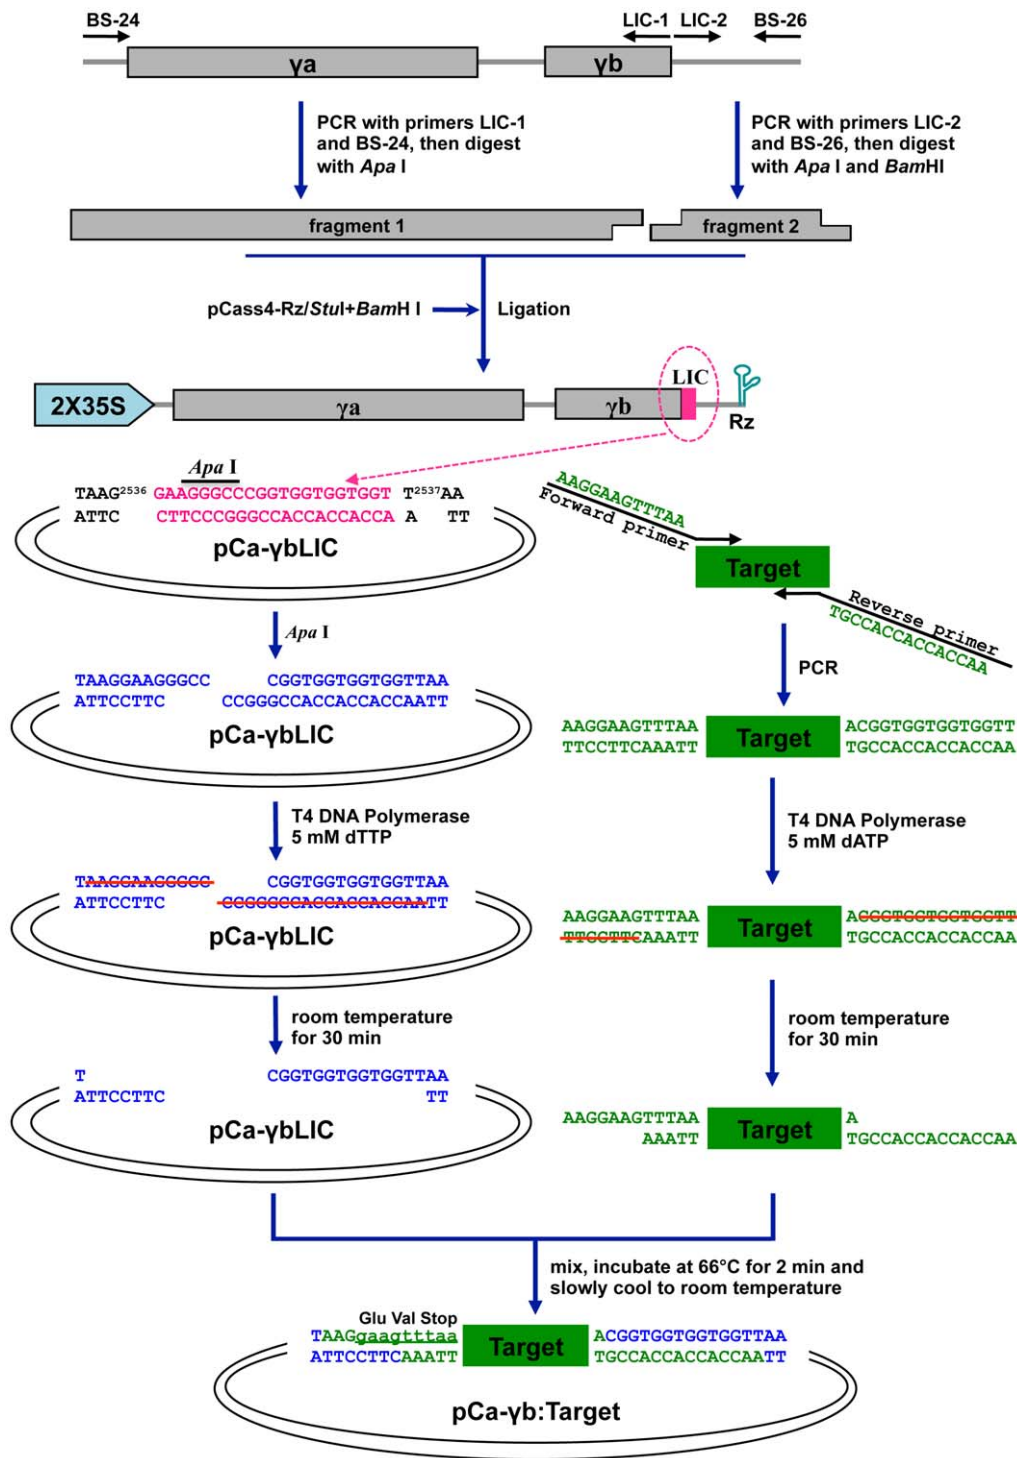 BS-24 LIC-1 LIC-2 BS-26
γa γb
PCR with primers LIC-1
and BS-24, then digest
with Apa I
PCR with primers LIC-2
and BS-26, then digest
with Apa I and BamHI
fragment 1 fragment 2
pCass4-Rz/StuI+BamH I Ligation
2X35S γa γb LIC Rz
Apa I
TAAG2536 GAAGGGCCCGGTGGTGGTGGT T2537AA
ATTC CTTCCCGGGCCACCACCACCA A TT
pCa-γbLIC
AAGGAAGTTTAA
Forward primer
Target
Reverse primer
TGCCACCACCACCAA
Apa I
PCR
TAAGGAAGGGCC CGGTGGTGGTGGTTAA
ATTCCTTC CCGGGCCACCACCACCAATT
pCa-γbLIC
AAGGAAGTTTAA ACGGTGGTGGTGGTT
TTCCTTCAAATT TGCCACCACCACCAA
Target
T4 DNA Polymerase
5 mM dTTP
T4 DNA Polymerase
5 mM dATP
TAAGGAAGGGCC CGGTGGTGGTGGTTAA
ATTCCTTC CCGGGCCACCACCACCAATT
pCa-γbLIC
AAGGAAGTTTAA ACGGTGGTGGTGGTT
TTCCTTCAAATT TGCCACCACCACCAA
Target
room temperature
for 30 min
room temperature
for 30 min
T CGGTGGTGGTGGTTAA
ATTCCTTC TT
pCa-γbLIC
AAGGAAGTTTAA A
AAATT TGCCACCACCACCAA
Target
mix, incubate at 66°C for 2 min and
slowly cool to room temperature
Glu Val Stop
TAAGgaagtttaa ACGGTGGTGGTGGTTAA
ATTCCTTCAAATT TGCCACCACCACCAATT
Target
pCa-γb:Target